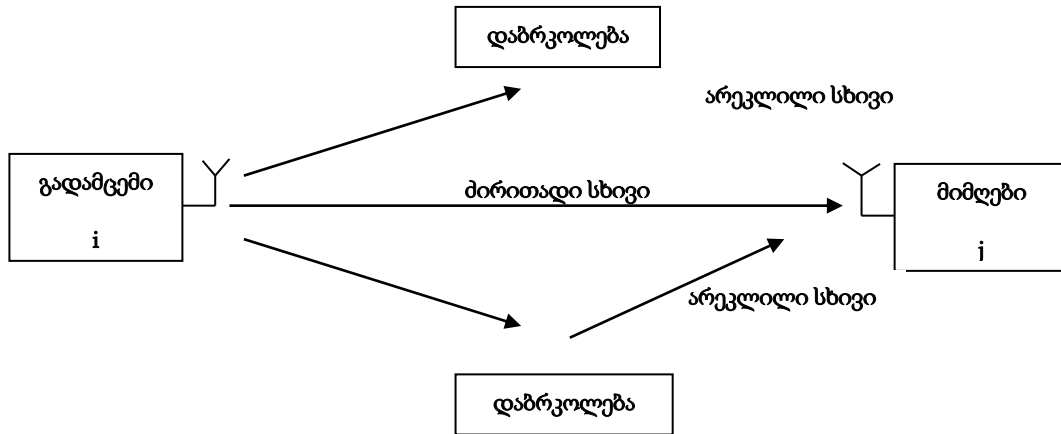 დაბრკოლება
არეკლილი სხივი
გადამცემი
i
ძირითადი სხივი
მიმღები
j
არეკლილი სხივი
დაბრკოლება